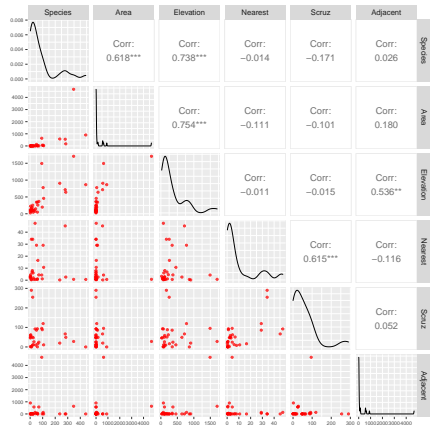 Species Area Elevation Nearest Scruz Adjacent
0.008
0.006
0.004
0.002
0.000
Corr:
0.618***
Corr:
0.738***
Corr:
−0.014
Corr:
−0.171
Corr:
0.026
Species
4000
3000
2000
1000
0
Corr:
0.754***
Corr:
−0.111
Corr:
−0.101
Corr:
0.180
Area
1500
1000
500
0
Corr:
−0.011
Corr:
−0.015
Corr:
0.536**
Elevation
40
30
20
10
0
Corr:
0.615***
Corr:
−0.116
Nearest
300
200
100
0
Corr:
0.052
Scruz
4000
3000
2000
1000
0
Adjacent
0 100 200 300 400
0 1000 2000 3000 4000
0 500 1000 1500
0 10 20 30 40
0 100 200 300
0 1000 2000 3000 4000